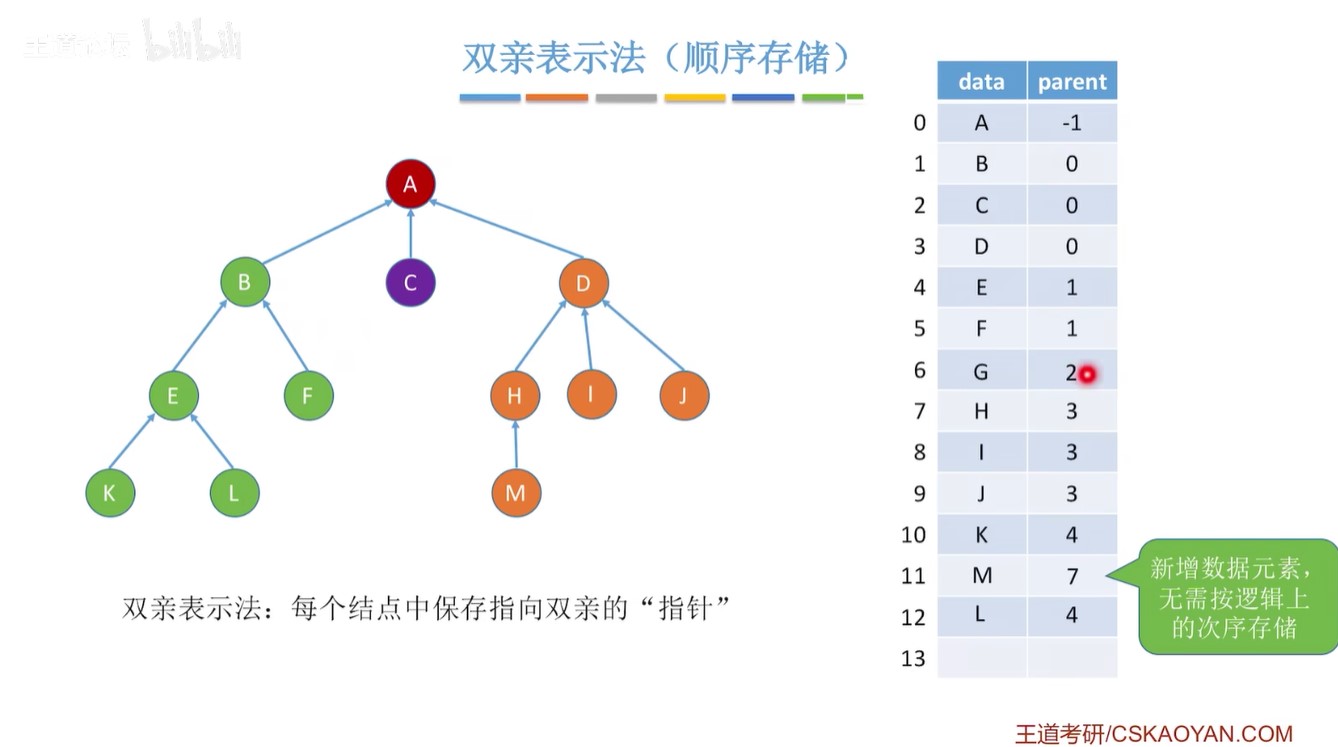 王道论坛 bilibili
双亲表示法（顺序存储）
A
B C D
E F H I J
K L M
双亲表示法：每个结点中保存指向双亲的“指针”
data parent
0 A -1
1 B 0
2 C 0
3 D 0
4 E 1
5 F 1
6 G 2
7 H 3
8 I 3
9 J 3
10 K 4
11 M 7
12 L 4
13
新增数据元素，
无需按逻辑上
的次序存储
王道考研/CSKAOYAN.COM